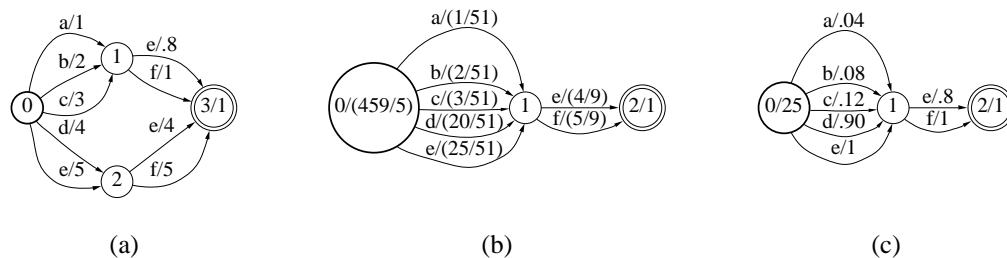 a/1
b/2
c/3
d/4
e/5
0
1
2
e/.8
f/1
e/4
f/5
3/1
(a)
a/(1/51)
b/(2/51)
c/(3/51)
d/(20/51)
e/(25/51)
0/(459/5)
1
e/(4/9)
f/(5/9)
2/1
(b)
a/.04
b/.08
c/.12
d/.90
e/1
0/25
1
e/.8
f/1
2/1
(c)